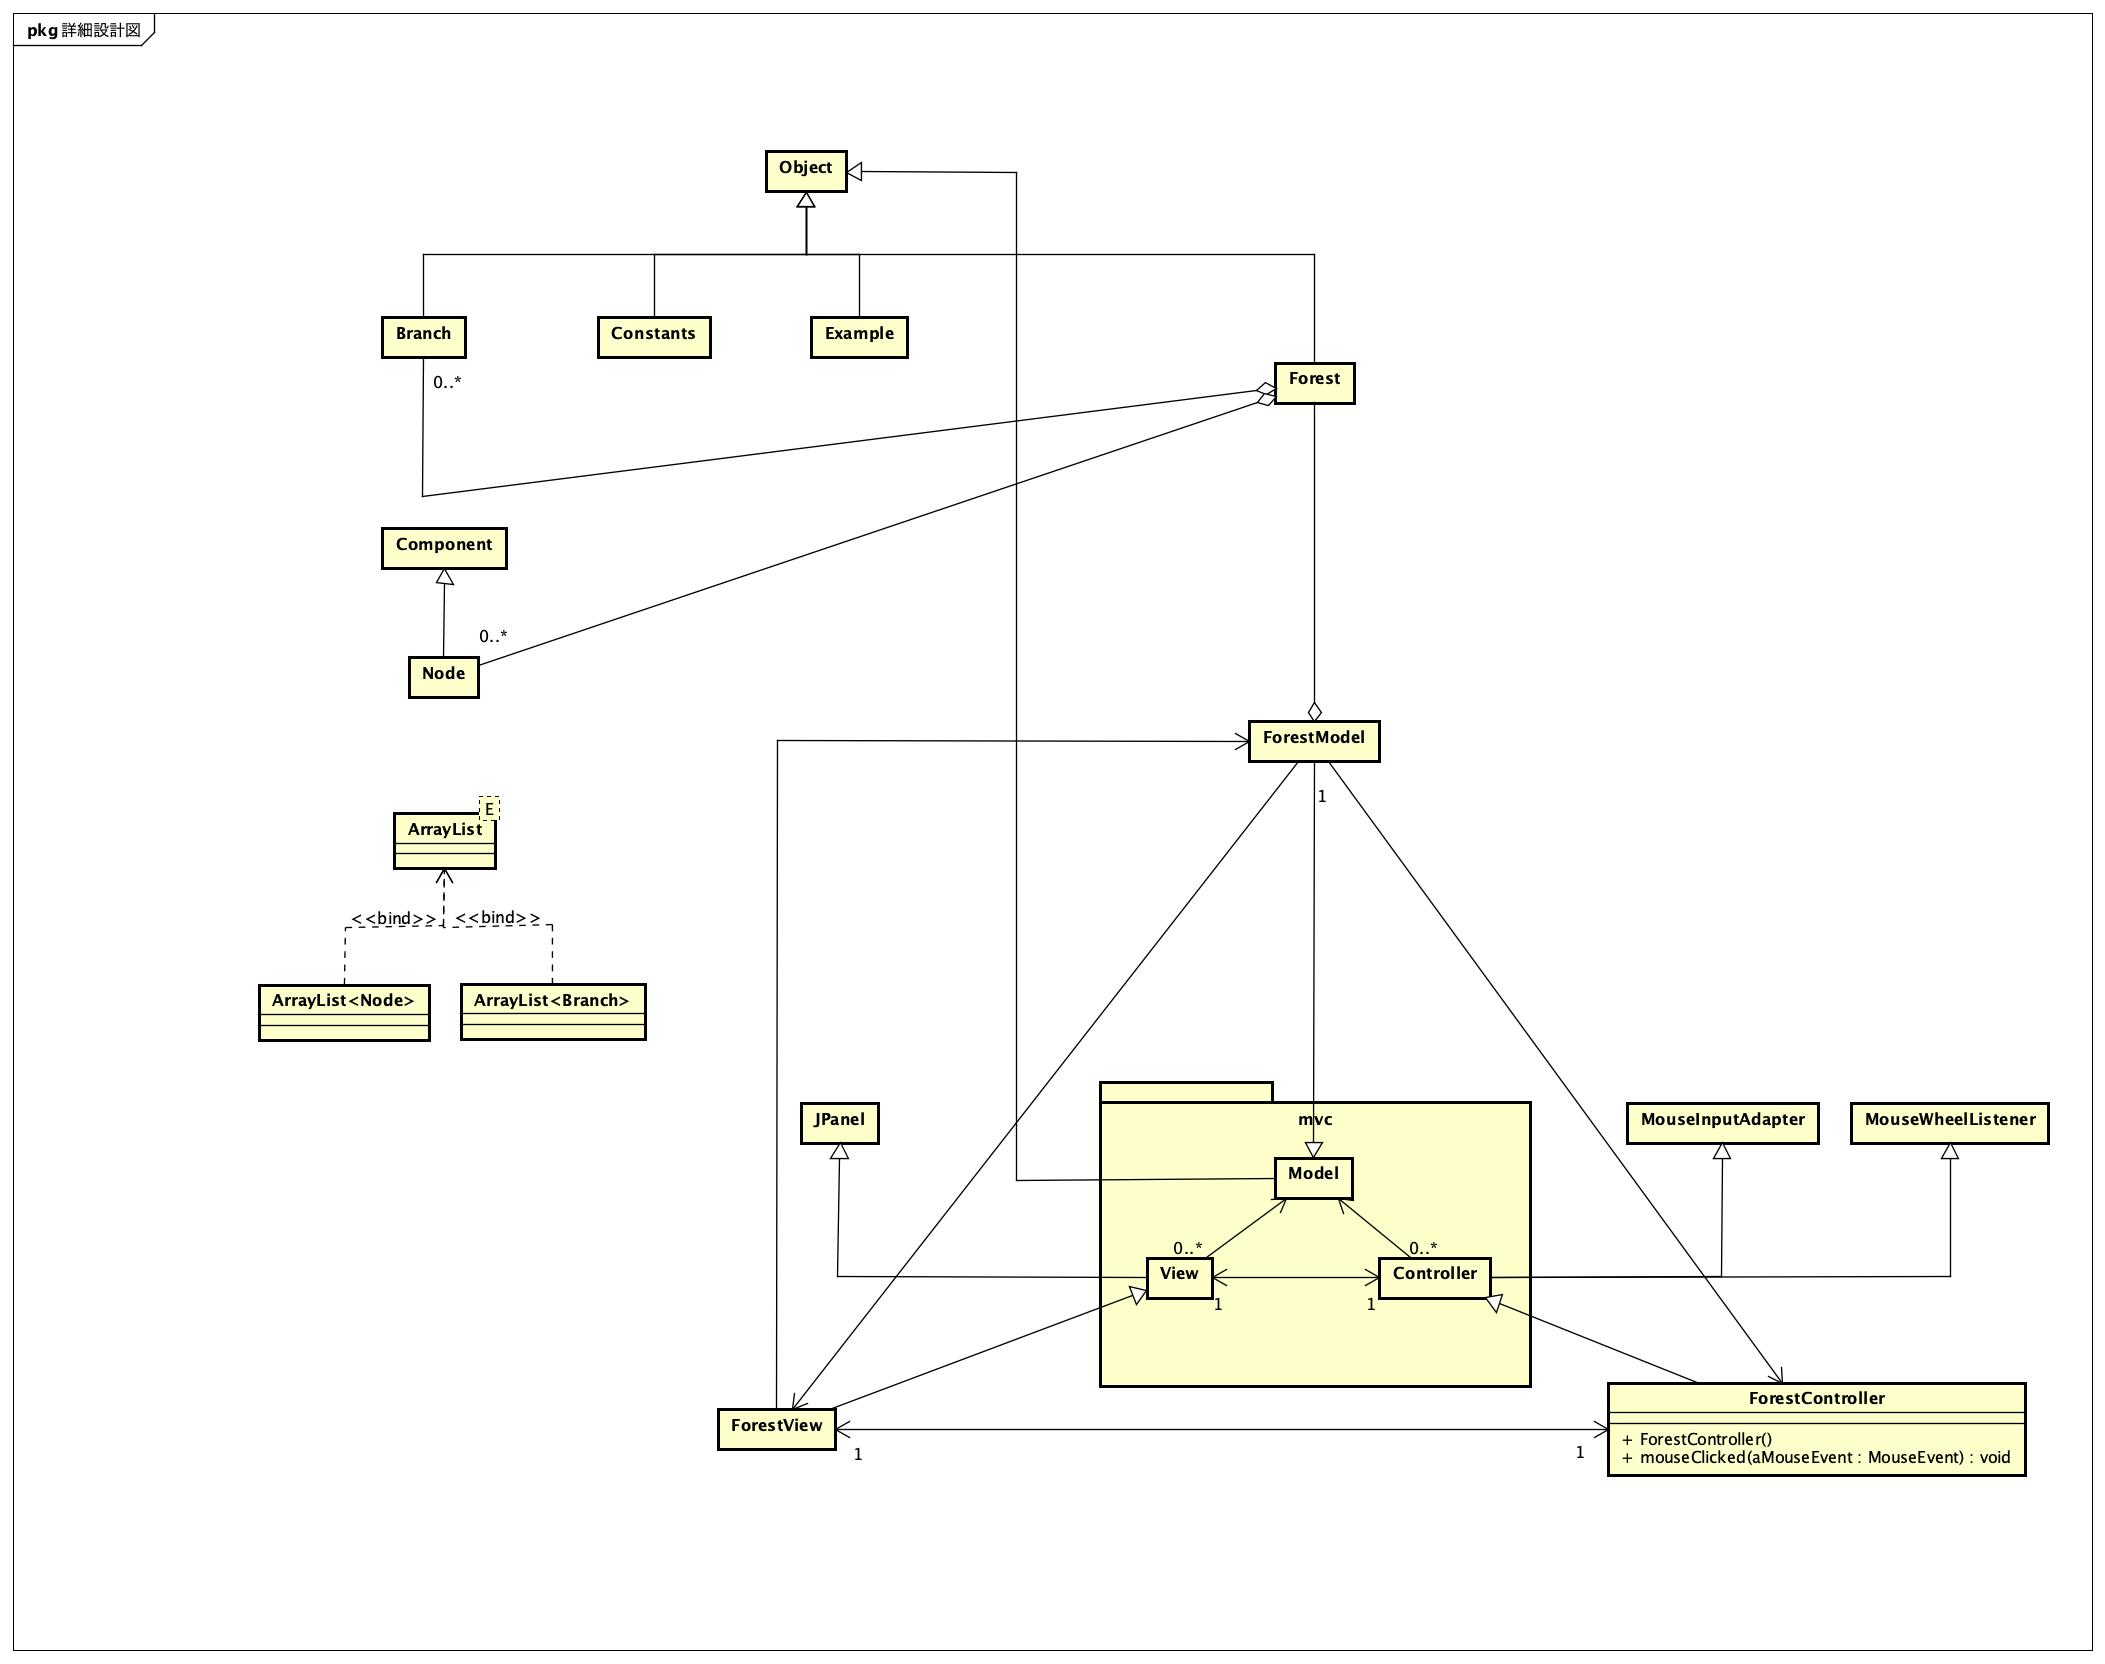 pkg 詳細設計図
Object
Branch
Constants
Example
0..*
Forest
Component
0..*
Node
ForestModel
1
E
ArrayList
<<bind>>
<<bind>>
ArrayList<Node>
ArrayList<Branch>
JPanel
mvc
MouseInputAdapter
MouseWheelListener
Model
0..*
0..*
View
Controller
1
1
ForestView
1
1
ForestController
+ ForestController()
+ mouseClicked(aMouseEvent : MouseEvent) : void